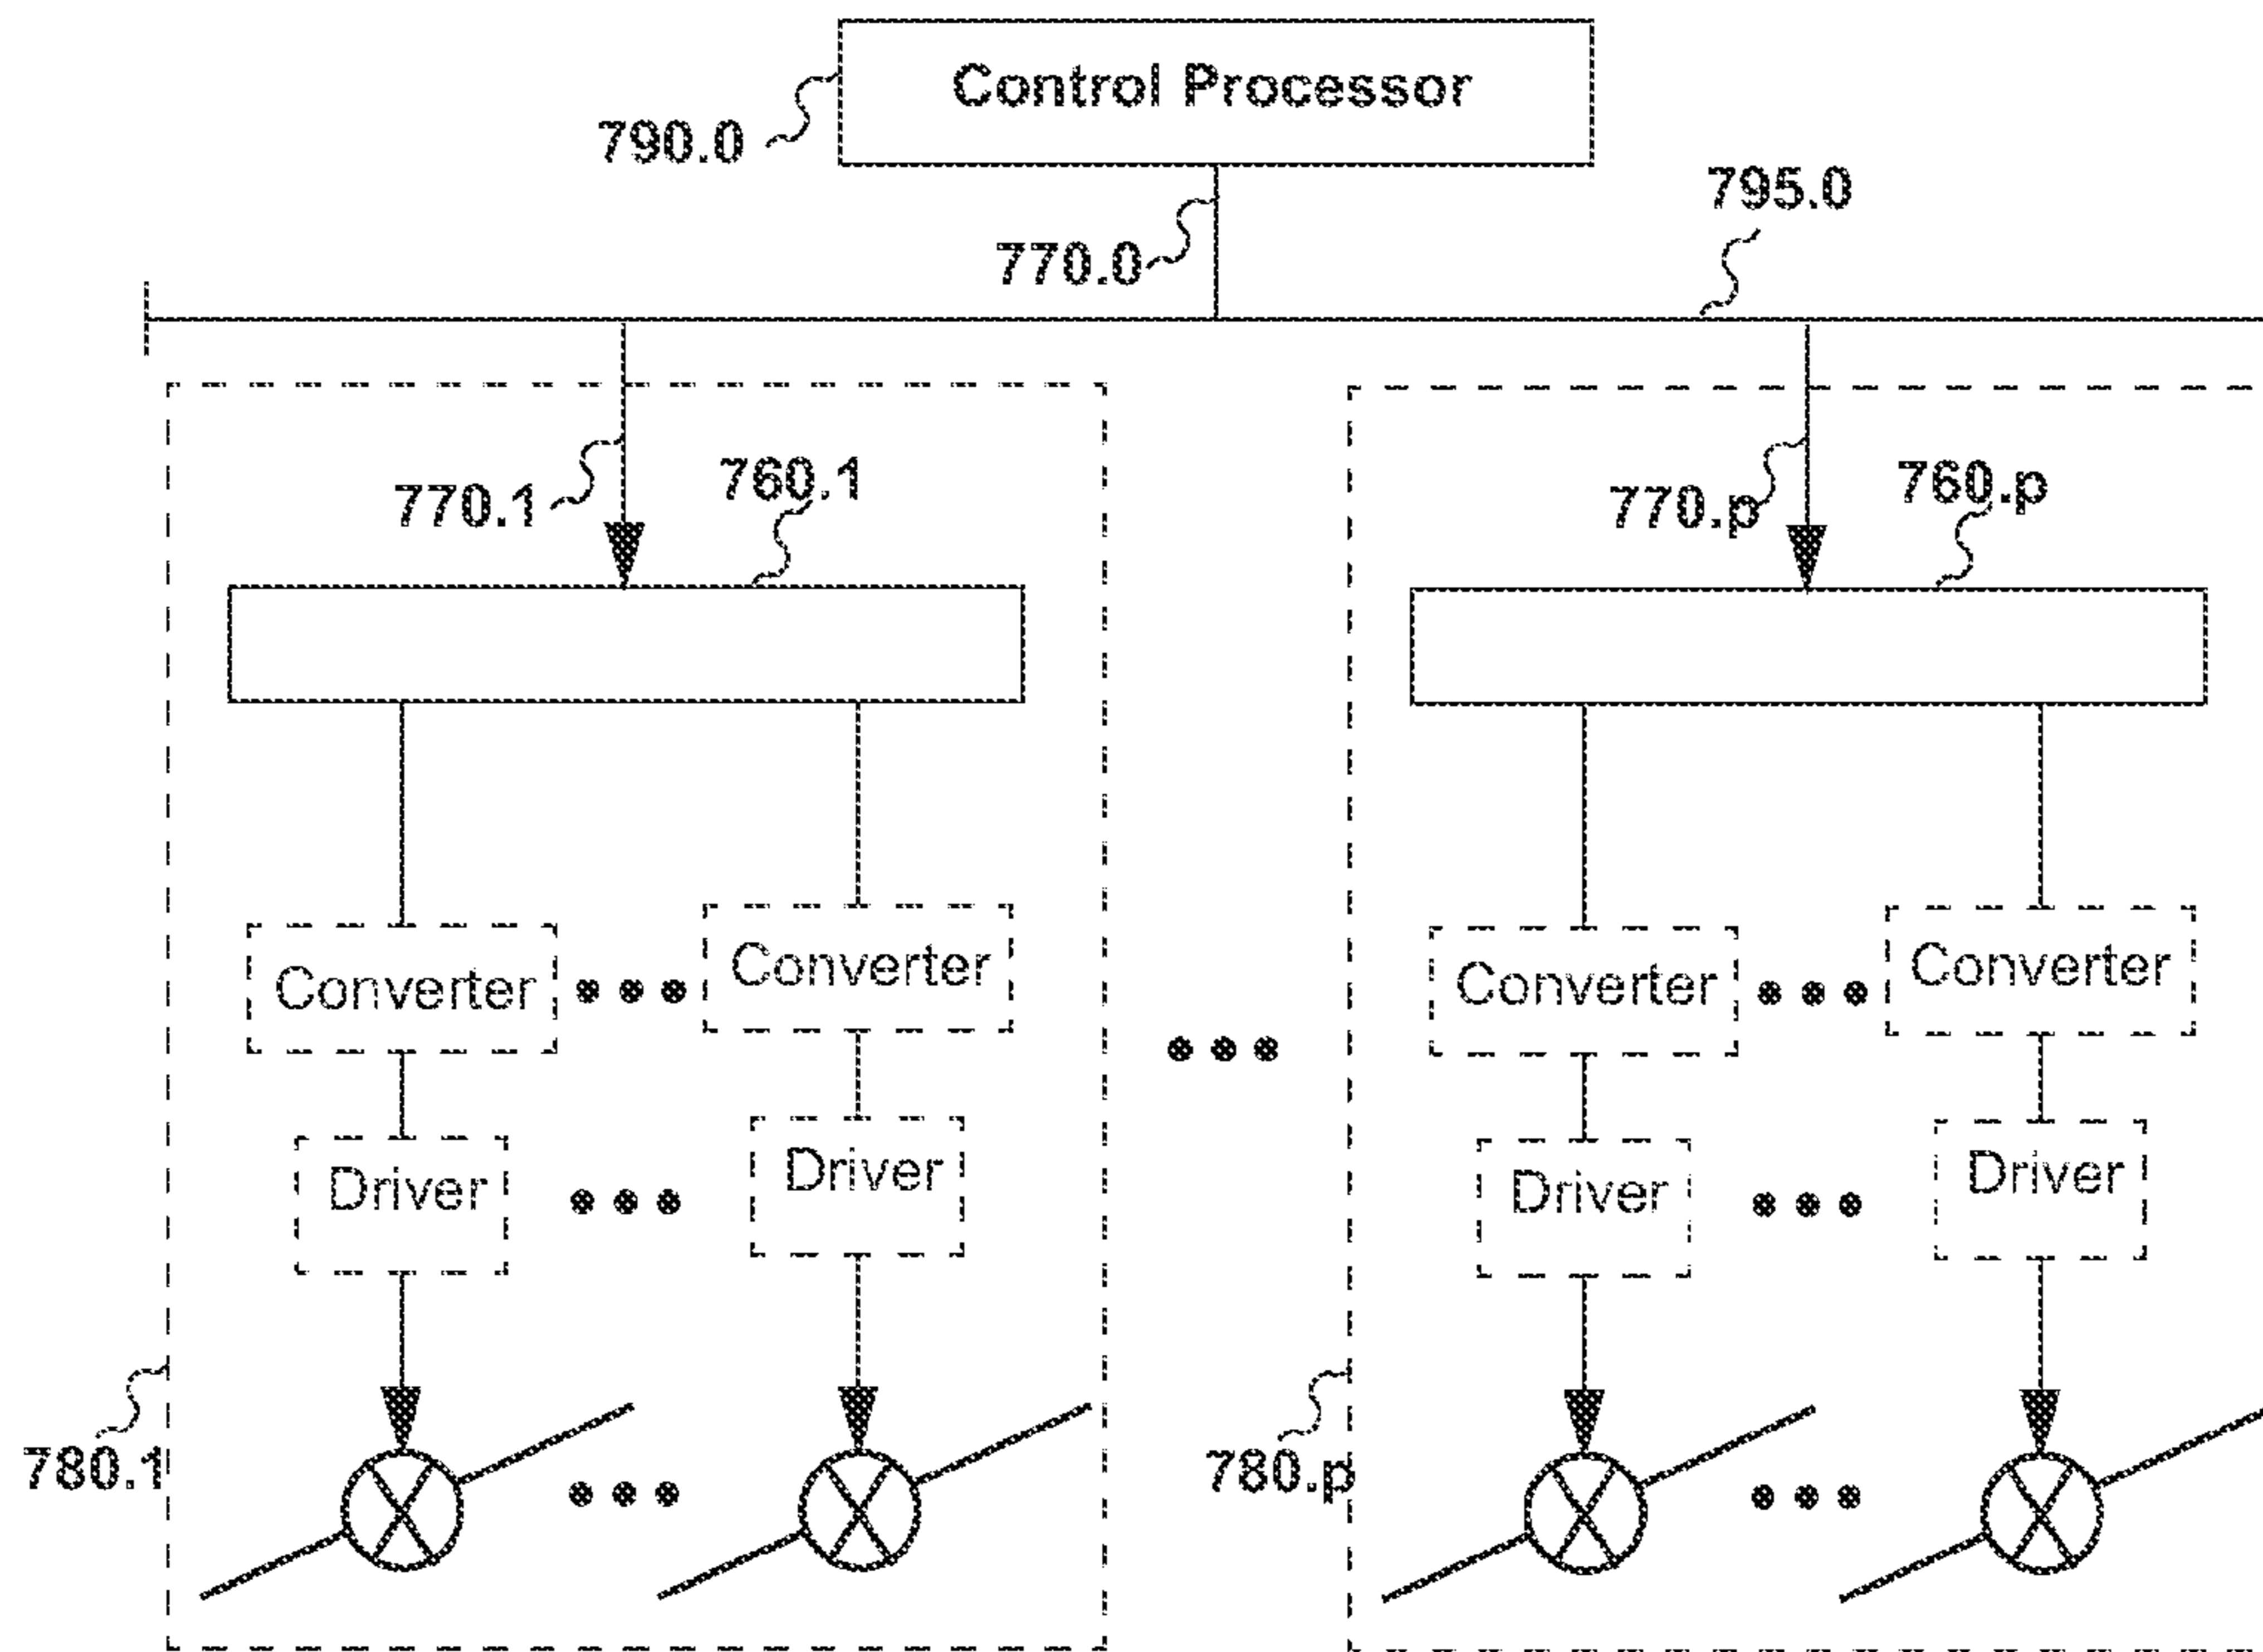 Control Processor
790.0
795.0
770.0
770.1
760.1
770.p
760.p
Converter
Converter
Converter
Converter
Driver
Driver
Driver
Driver
780.1
780.p